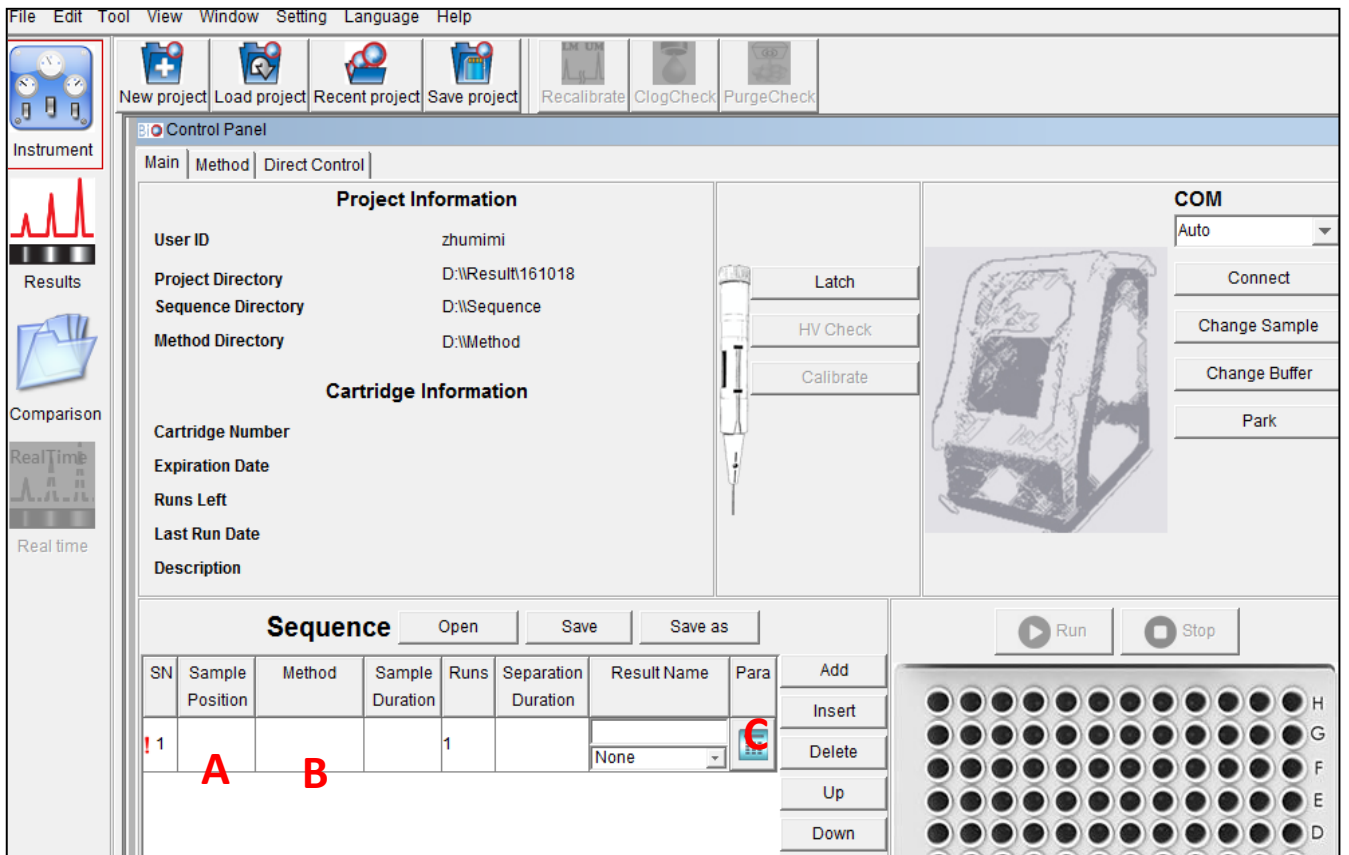 File Edit Tool View Window Setting Language Help
LM UM
New project Load project Recent project Save project Recalibrate ClogCheck PurgeCheck
Instrument
BIO Control Panel
Main Method Direct Control
Project Information
User ID zhumimi
Project Directory D:\\Result\161018
Sequence Directory D:\\Sequence
Method Directory D:\\Method
Cartridge Information
Cartridge Number
Expiration Date
Runs Left
Last Run Date
Description
Latch
HV Check
Calibrate
COM
Auto
Connect
Change Sample
Change Buffer
Park
Results
Comparison
RealTime
Real time
Sequence Open Save Save as
Run Stop
SN Sample Position Method Sample Duration Runs Separation Duration Result Name Para
! 1 1
None
A B C
Add
Insert
Delete
Up
Down
H
G
F
E
D